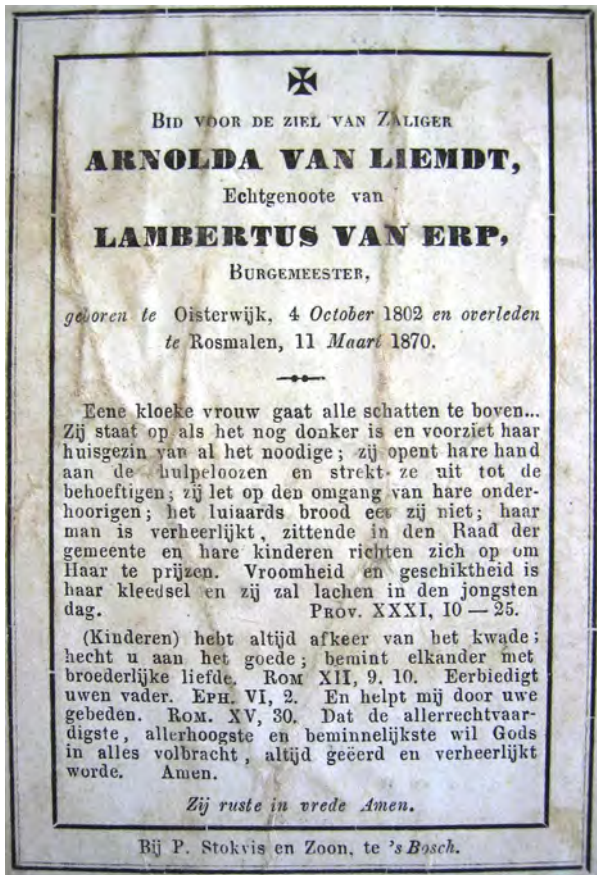 BID VOOR DE ZIEL VAN ZALIGER
ARNOLDA VAN LIEMDT,
Echtgenoote van
LAMBERTUS VAN ERP,
BURGEMEESTER,
geboren te Oisterwijk, 4 October 1802 en overleden
te Rosmalen, 11 Maart 1870.
Eene kloeke vrouw gaat alle schatten te boven...
Zij staat op als het nog donker is en voorziet haar
huisgezin van al het noodige; zij opent hare hand
aan de hulpeloozen en strekt ze uit tot de
behoeftigen; zij let op den omgang van hare onder-
hoorigen; het luiaards brood eet zij niet; haar
man is verheerlijkt, zittende in den Raad der
gemeente en hare kinderen richten zich op om
Haar te prijzen. Vroomheid en geschiktheid is
haar kleedsel en zij zal lachen in den jongsten
dag. PROV. XXXI, 10 — 25.
(Kinderen) hebt altijd afkeer van het kwade;
hecht u aan het goede; bemint elkander met
broederlijke liefde. ROM XII, 9. 10. Eerbiedigt
uwen vader. EPH. VI, 2. En helpt mij door uwe
gebeden. ROM. XV, 30. Dat de allerrechtvaar-
digste, allerhoogste en beminnelijkste wil Gods
in alles volbracht, altijd geëerd en verheerlijkt
worde. Amen.
Zij ruste in vrede Amen.
Bij P. Stokvis en Zoon, te 's Bosch.